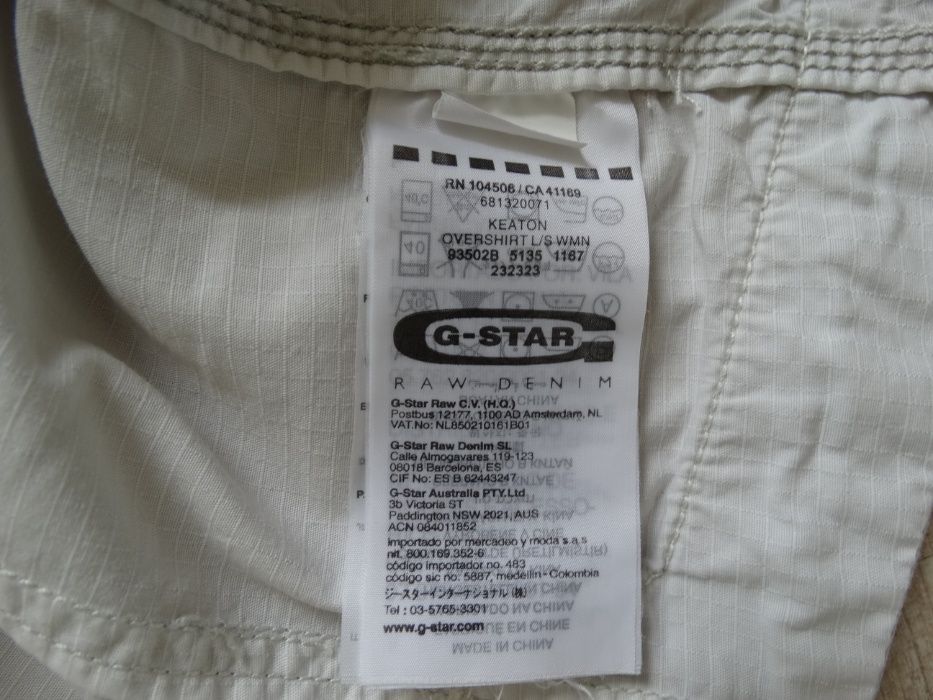 RN 104506 / CA 41169
681320071
KEATON
OVERSHIRT L/S WMN
93502B 5135 1167
232323
G-STAR
RAW DENIM
G-Star Raw C.V. (H.Q.)
Postbus 12177, 1100 AD Amsterdam, NL
VAT.No: NL850210161B01
G-Star Raw Denim SL
Calle Almogavares 119-123
08018 Barcelona, ES
CIF No: ES B 62443247
G-Star Australia PTY.Ltd
3b Victoria ST
Paddington NSW 2021, AUS
ACN 084011852
importado por mercadeo y moda s.a.s
nit. 800.169.352-6
código importador no. 483
código sic no. 5887, medellin - Colombia
ジースターインターナショナル (株)
Tel : 03-5765-3301
www.g-star.com
MADE IN CHINA